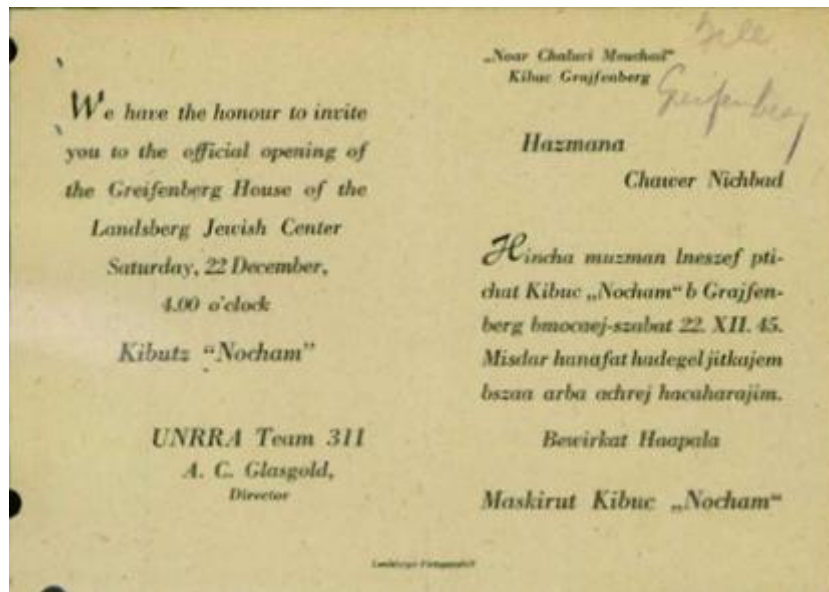 We have the honour to invite
you to the official opening of
the Greifenberg House of the
Landsberg Jewish Center
Saturday, 22 December,
4.00 o'clock
Kibutz “Nocham”
UNRRA Team 311
A. C. Glasgold,
Director
„Noar Chaluci Meuchad“
Kibuc Grajfenberg
Greifenberg
Hazmana
Chawer Nichbad
Hincha muzman lneszef pti-
chat Kibuc „Nocham“ b Grajfen-
berg bmocaej-szabat 22. XII. 45.
Misdar hanafat hadegel jitkajem
bszaa arba achrej hacaharajim.
Bewirkat Haapala
Maskirut Kibuc „Nocham“